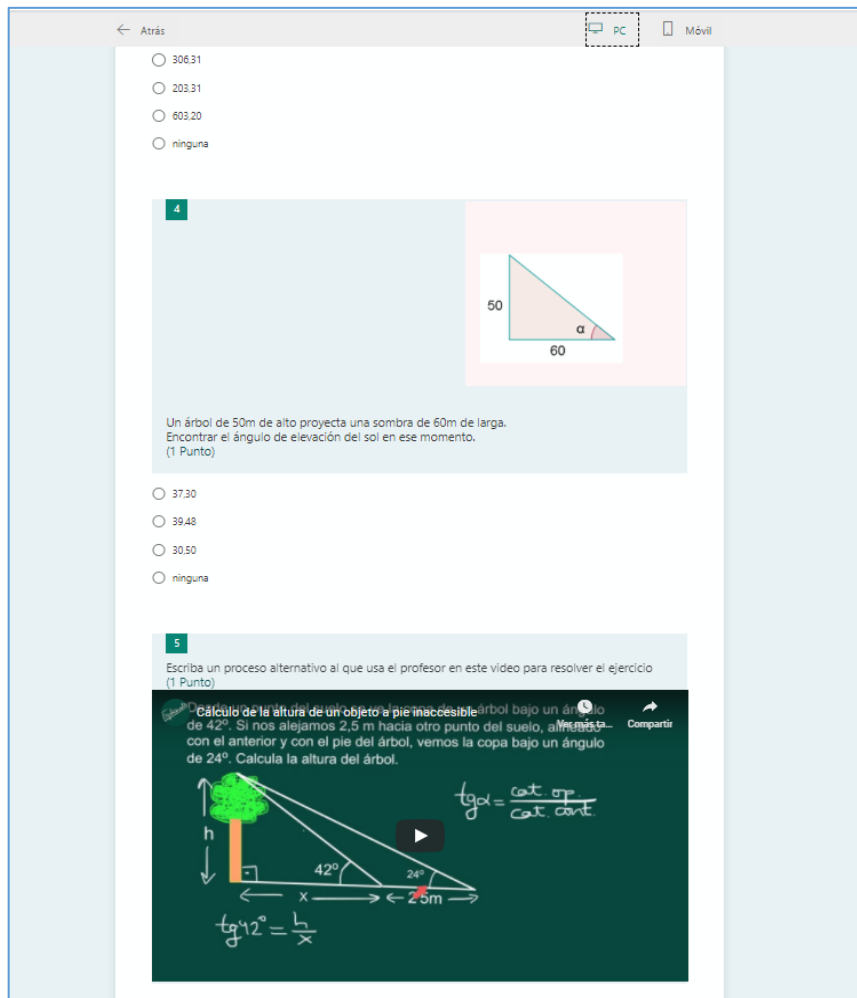 Atrás PC Móvil
306,31
203,31
603,20
ninguna
4
50
α
60
Un árbol de 50m de alto proyecta una sombra de 60m de larga.
Encontrar el ángulo de elevación del sol en ese momento.
(1 Punto)
37,30
39,48
30,50
ninguna
5
Escriba un proceso alternativo al que usa el profesor en este video para resolver el ejercicio
(1 Punto)
Cálculo de la altura de un objeto a pie inaccesible
Ver más ta... Compartir
árbol bajo un ángulo
de 42º. Si nos alejamos 2,5 m hacia otro punto del suelo, alineado
con el anterior y con el pie del árbol, vemos la copa bajo un ángulo
de 24º. Calcula la altura del árbol.
tgα = cat. op.
cat. cont.
h
42º 24º
x 2,5m
tg42º = h
x